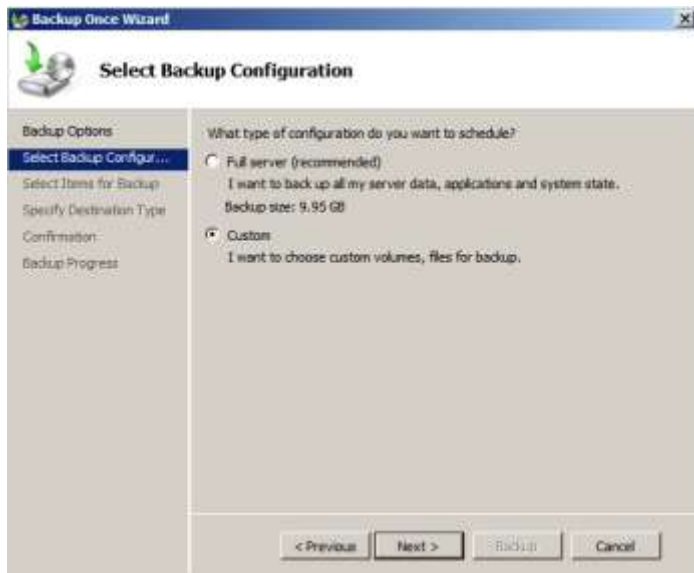 Backup Once Wizard
Select Backup Configuration
Backup Options
Select Backup Configur...
Select Items for Backup
Specify Destination Type
Confirmation
Backup Progress
What type of configuration do you want to schedule?
Full server (recommended)
I want to back up all my server data, applications and system state.
Backup size: 9.95 GB
Custom
I want to choose custom volumes, files for backup.
< Previous
Next >
Backup
Cancel